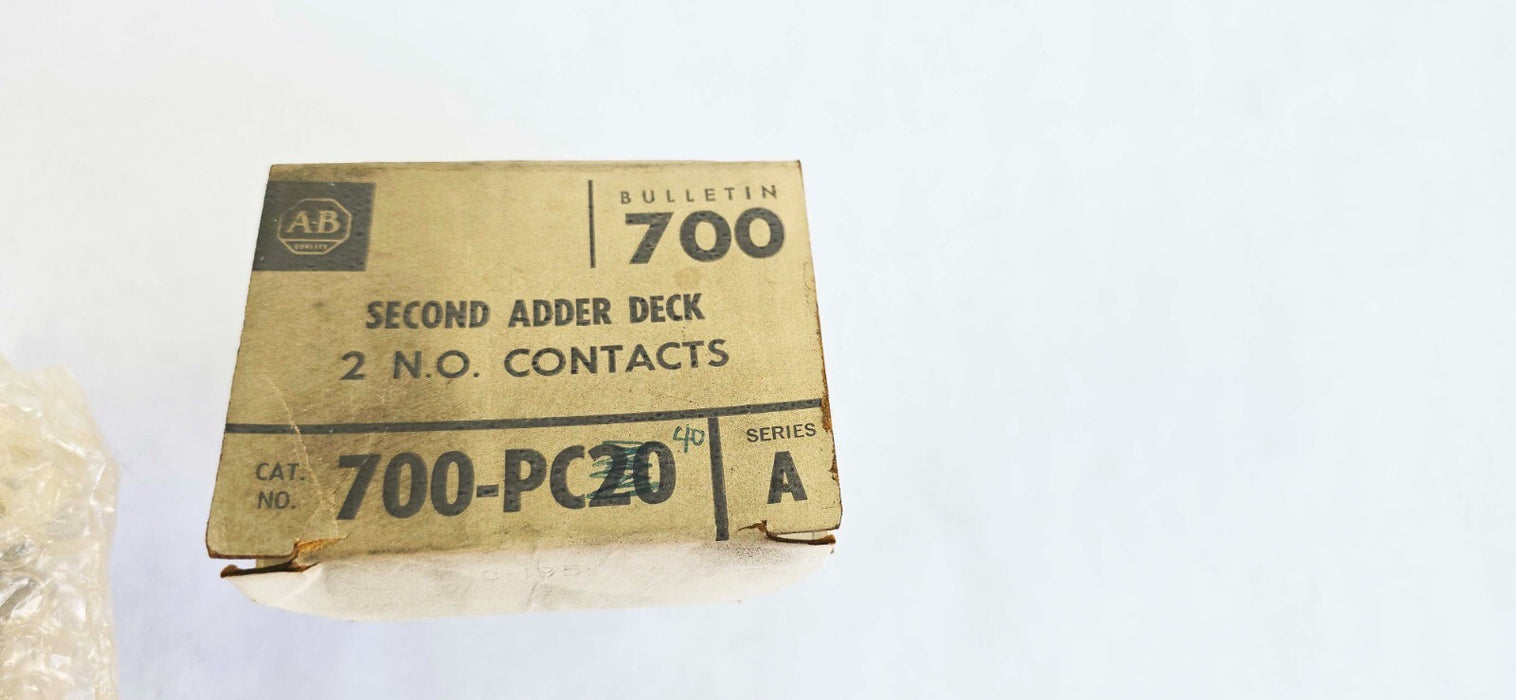 A-B
QUALITY
BULLETIN
700
SECOND ADDER DECK
2 N.O. CONTACTS
CAT. NO. 700-PC20 40
SERIES
A